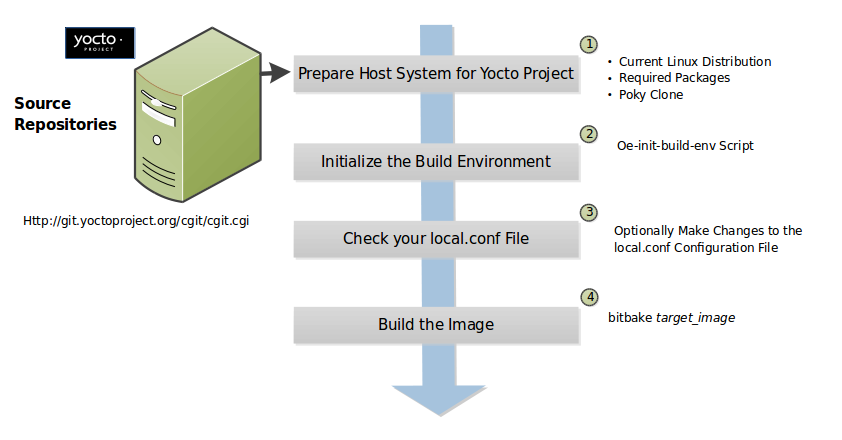 yocto ·
PROJECT
Source
Repositories
Http://git.yoctoproject.org/cgit/cgit.cgi
Prepare Host System for Yocto Project
1
• Current Linux Distribution
• Required Packages
• Poky Clone
Initialize the Build Environment
2
Oe-init-build-env Script
Check your local.conf File
3
Optionally Make Changes to the
local.conf Configuration File
Build the Image
4
bitbake target_image